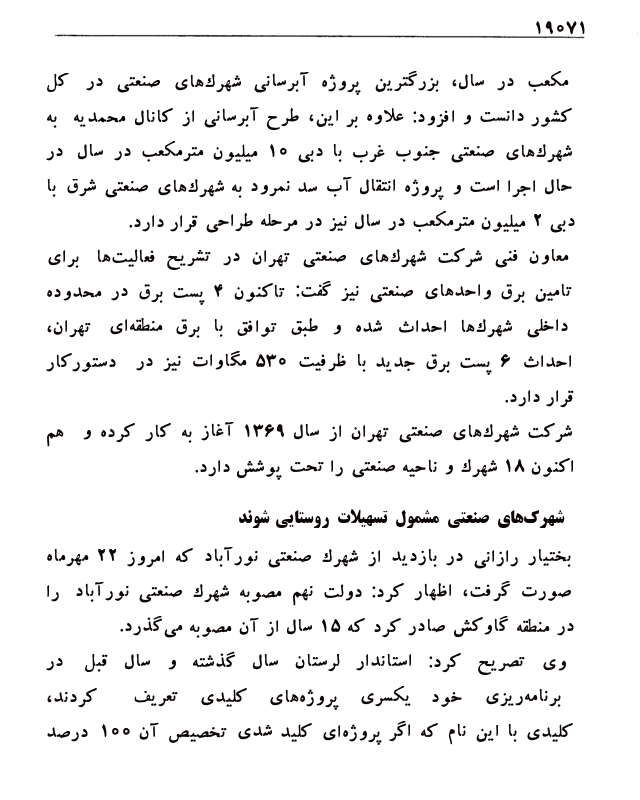 ۱۹۰۷۱
مکعب در سال، بزرگترین پروژه آبرسانی شهرك‌های صنعتی در کل
کشور دانست و افزود: علاوه بر این، طرح آبرسانی از کانال محمدیه به
شهرك‌های صنعتی جنوب غرب با دبی ۱۰ میلیون مترمکعب در سال در
حال اجرا است و پروژه انتقال آب سد نمرود به شهرك‌های صنعتی شرق با
دبی ۲ میلیون مترمکعب در سال نیز در مرحله طراحی قرار دارد.
معاون فنی شرکت شهرك‌های صنعتی تهران در تشریح فعالیت‌ها برای
تامین برق واحدهای صنعتی نیز گفت: تاکنون ۴ پست برق در محدوده
داخلی شهرك‌ها احداث شده و طبق توافق با برق منطقه‌ای تهران،
احداث ۶ پست برق جدید با ظرفیت ۵۳۰ مگاوات نیز در دستورکار
قرار دارد.
شرکت شهرك‌های صنعتی تهران از سال ۱۳۶۹ آغاز به کار کرده و هم
اکنون ۱۸ شهرك و ناحیه صنعتی را تحت پوشش دارد.
شهرک‌های صنعتی مشمول تسهیلات روستایی شوند
بختیار رازانی در بازدید از شهرك صنعتی نورآباد که امروز ۲۲ مهرماه
صورت گرفت، اظهار کرد: دولت نهم مصوبه شهرك صنعتی نورآباد را
در منطقه گاوکش صادر کرد که ۱۵ سال از آن مصوبه می‌گذرد.
وی تصریح کرد: استاندار لرستان سال گذشته و سال قبل در
برنامه‌ریزی خود یکسری پروژه‌های کلیدی تعریف کردند،
کلیدی با این نام که اگر پروژه‌ای کلید شدی تخصیص آن ۱۰۰ درصد